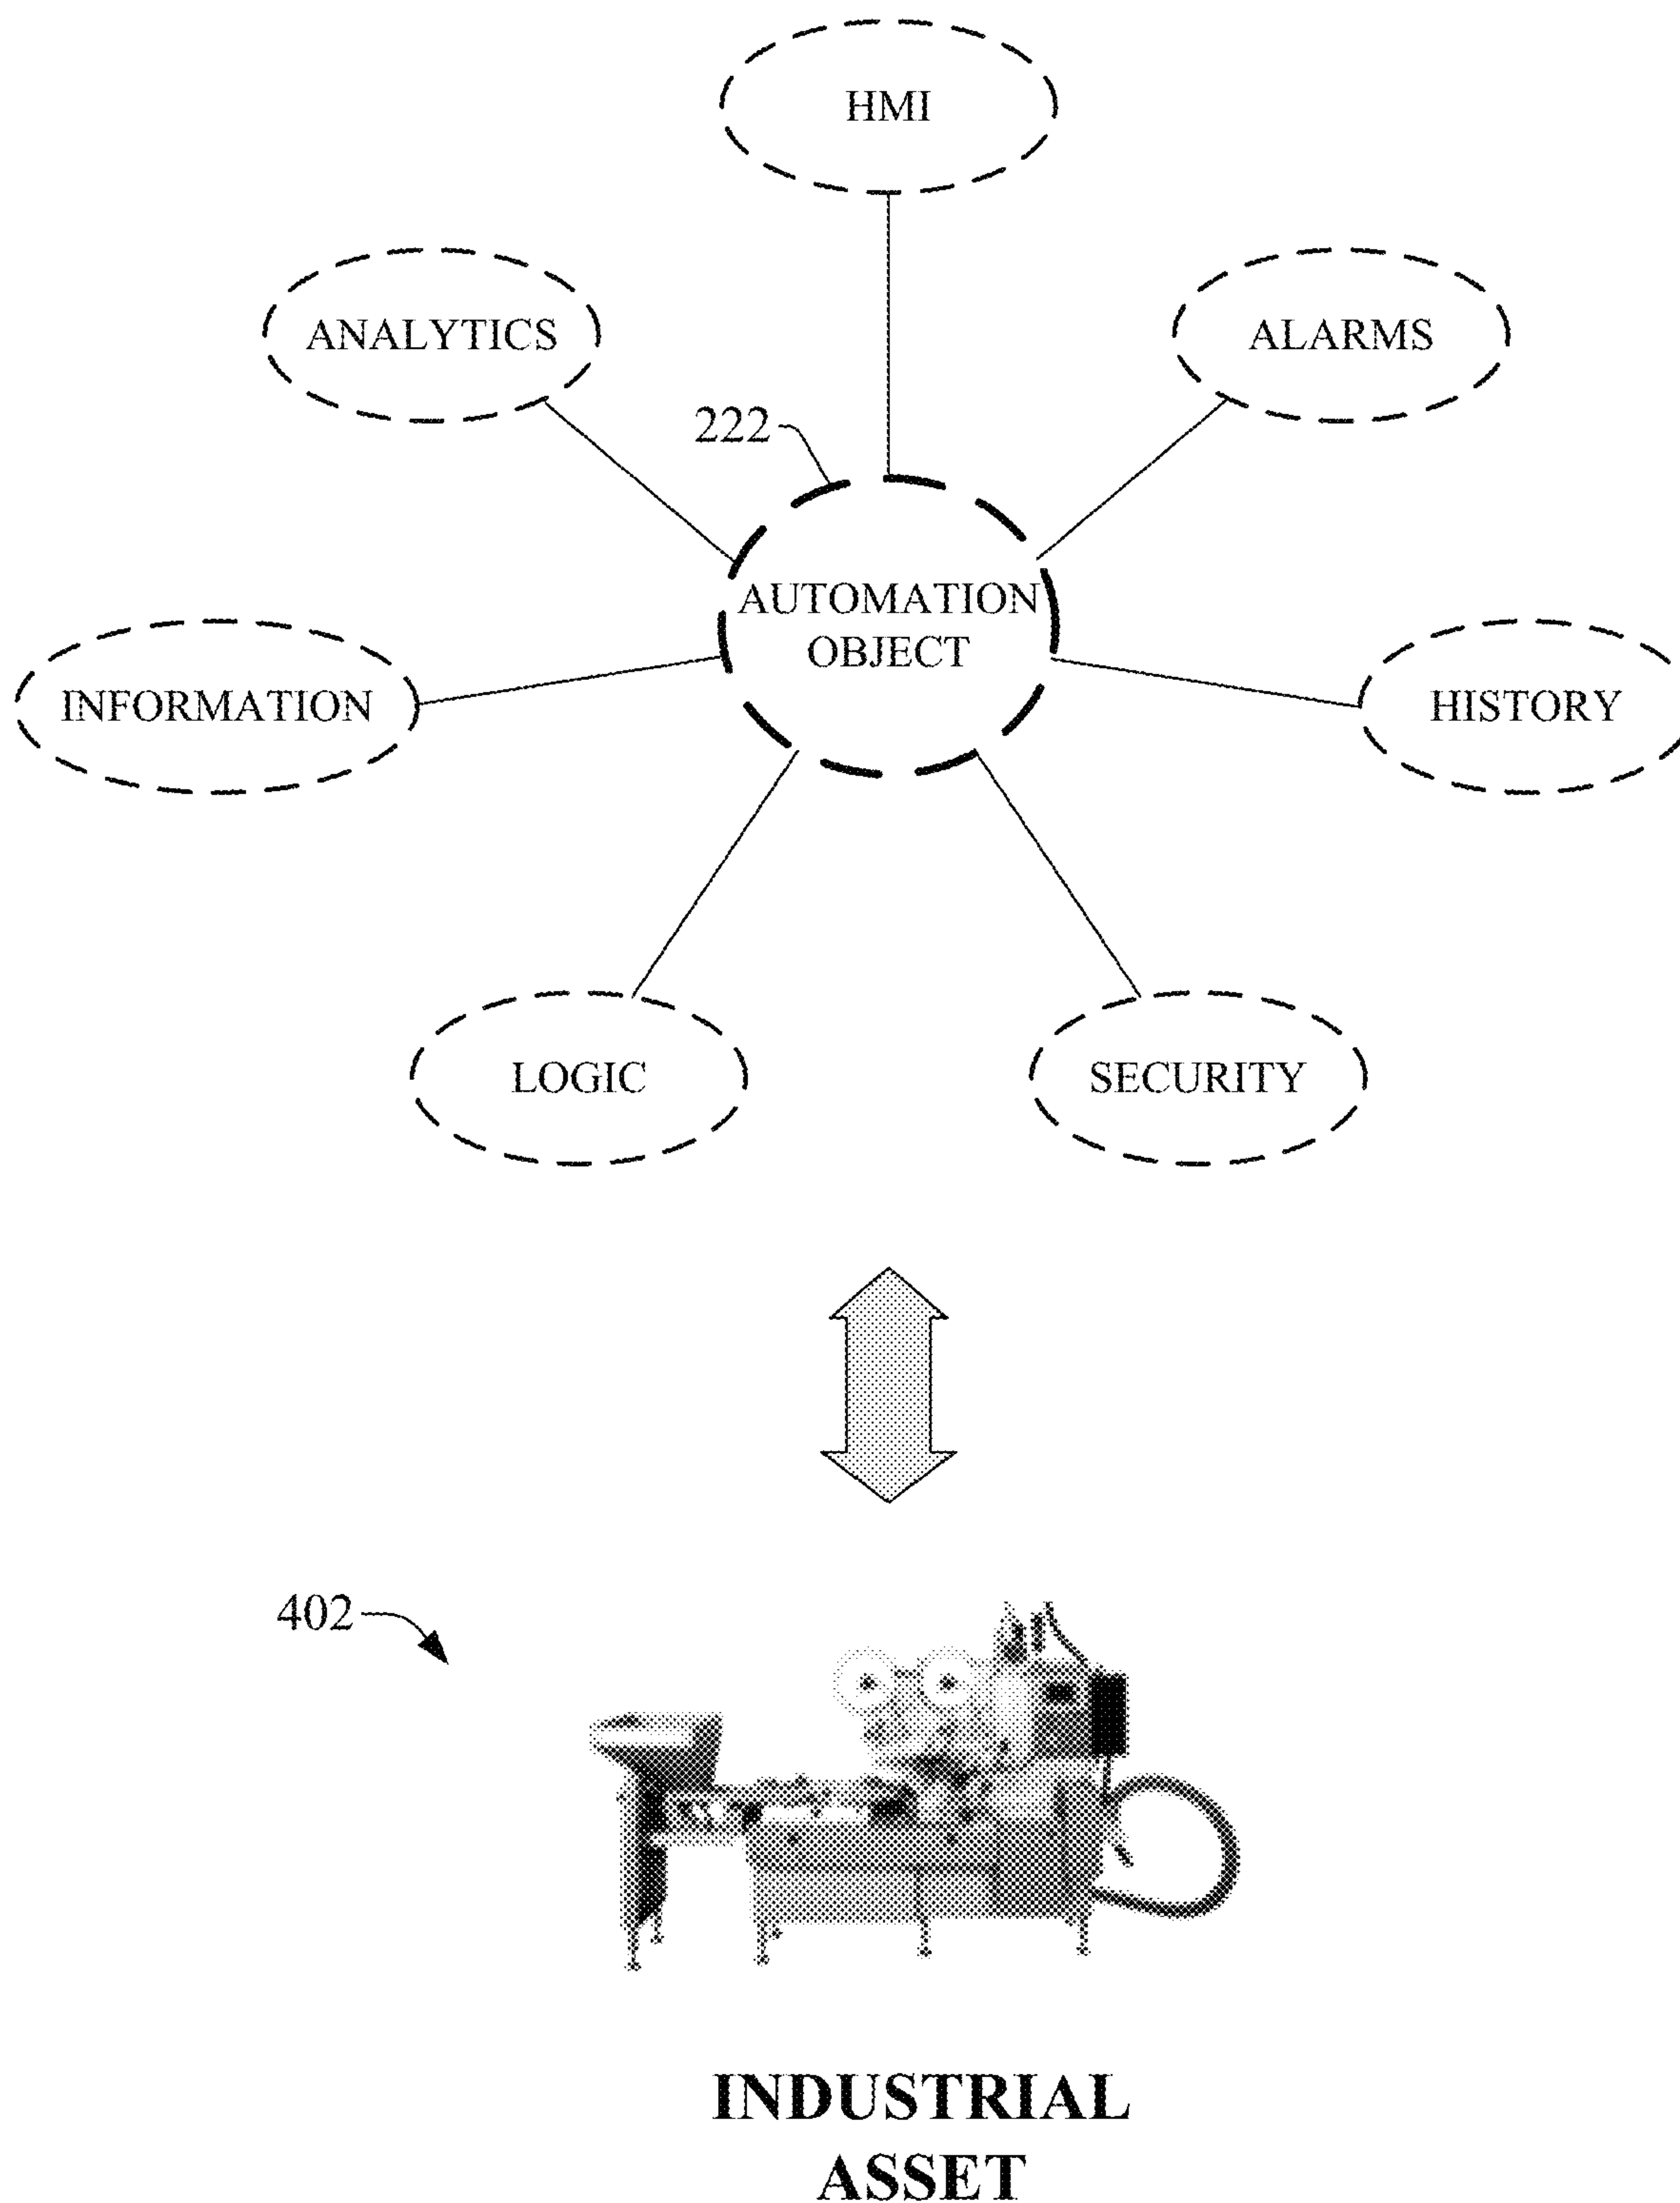 HMI
ANALYTICS
ALARMS
222
AUTOMATION
OBJECT
INFORMATION
HISTORY
LOGIC
SECURITY
402
INDUSTRIAL
ASSET